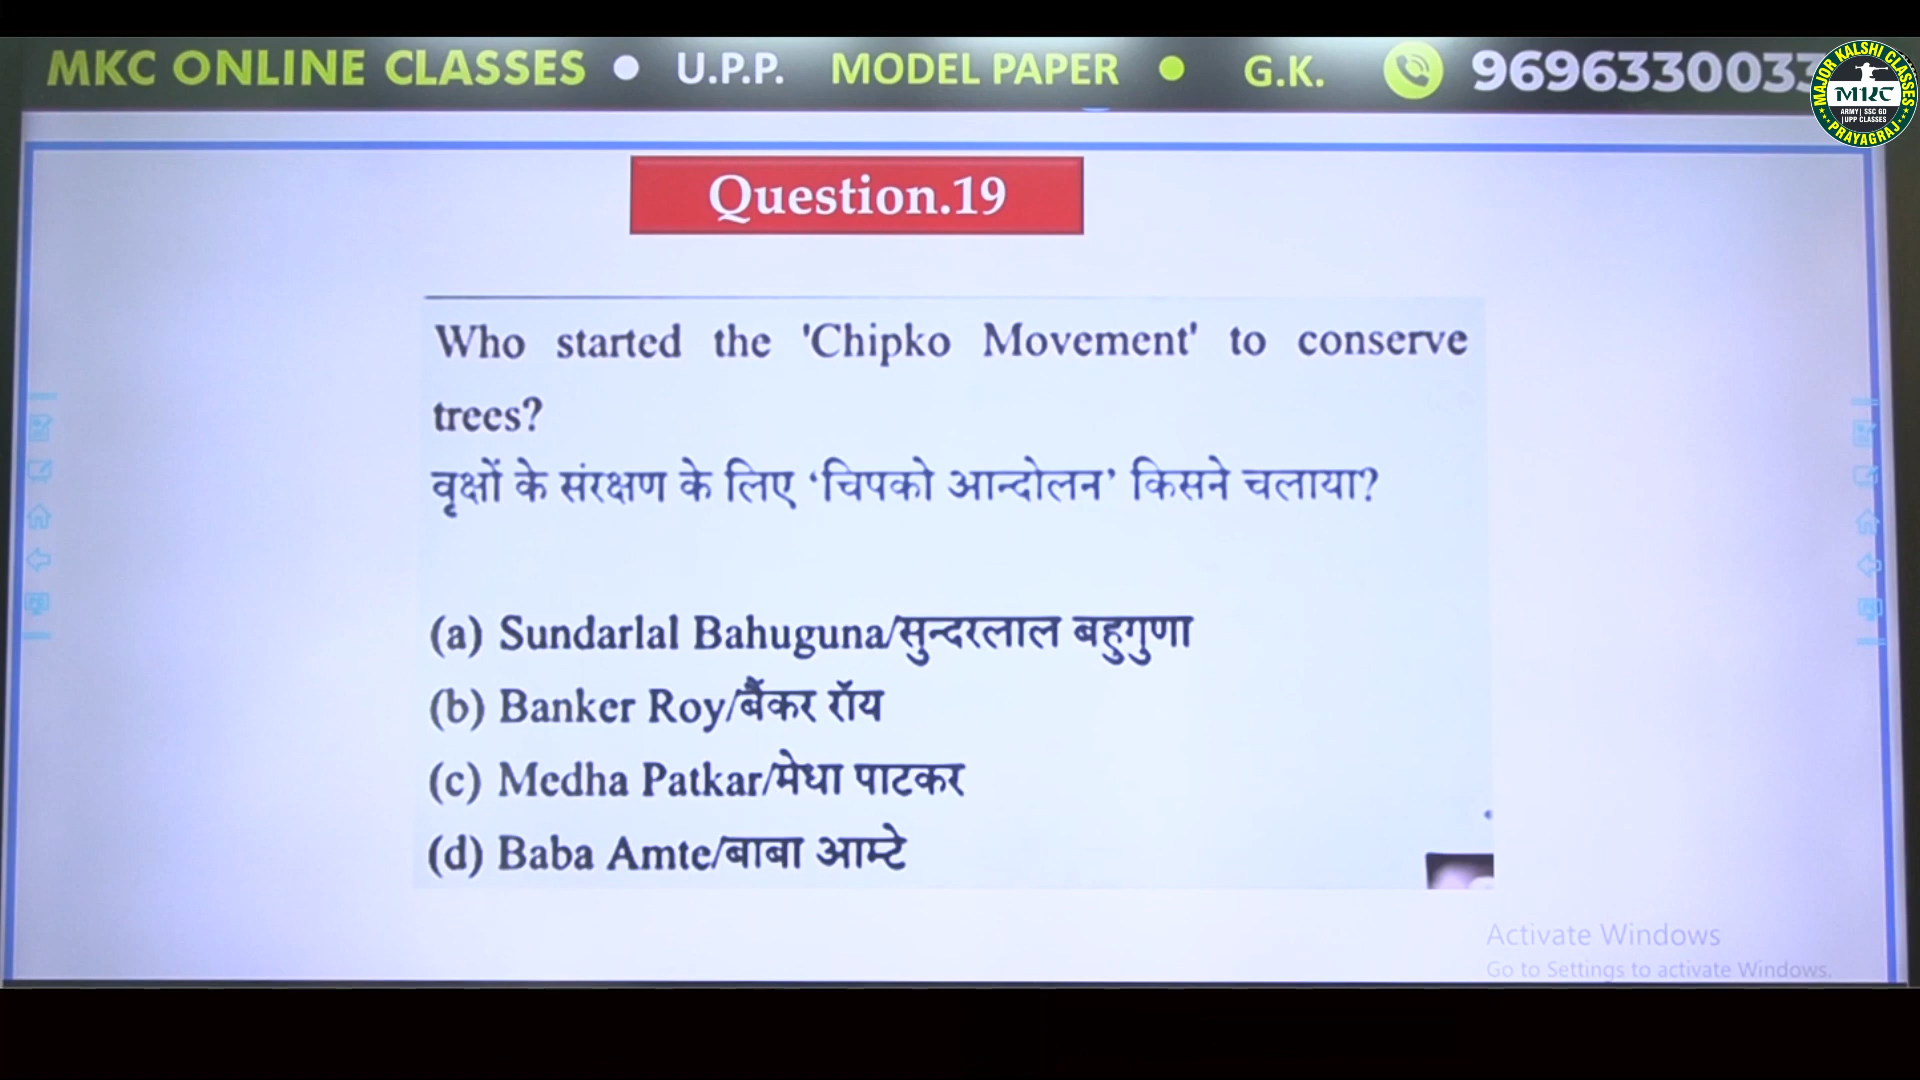 MKC ONLINE CLASSES ● U.P.P. MODEL PAPER ● G.K. 9696330033
MAJOR KALSHI CLASSES
MKC
ARMY | SSC GD
| UPP CLASSES
PRAYAGRAJ
Question.19
Who started the 'Chipko Movement' to conserve
trees?
वृक्षों के संरक्षण के लिए ‘चिपको आन्दोलन’ किसने चलाया?
(a) Sundarlal Bahuguna/सुन्दरलाल बहुगुणा
(b) Banker Roy/बैंकर रॉय
(c) Medha Patkar/मेधा पाटकर
(d) Baba Amte/बाबा आम्टे
Activate Windows
Go to Settings to activate Windows.